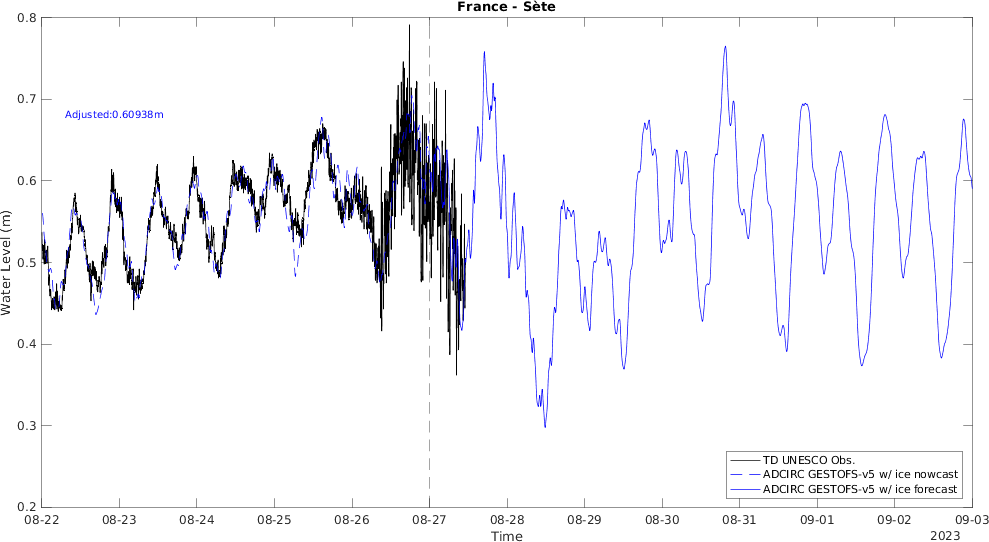 France - Sète
0.8
0.7
0.6
0.5
0.4
0.3
0.2
Water Level (m)
Adjusted:0.60938m
TD UNESCO Obs.
ADCIRC GESTOFS-v5 w/ ice nowcast
ADCIRC GESTOFS-v5 w/ ice forecast
08-22 08-23 08-24 08-25 08-26 08-27 08-28 08-29 08-30 08-31 09-01 09-02 09-03
Time
2023